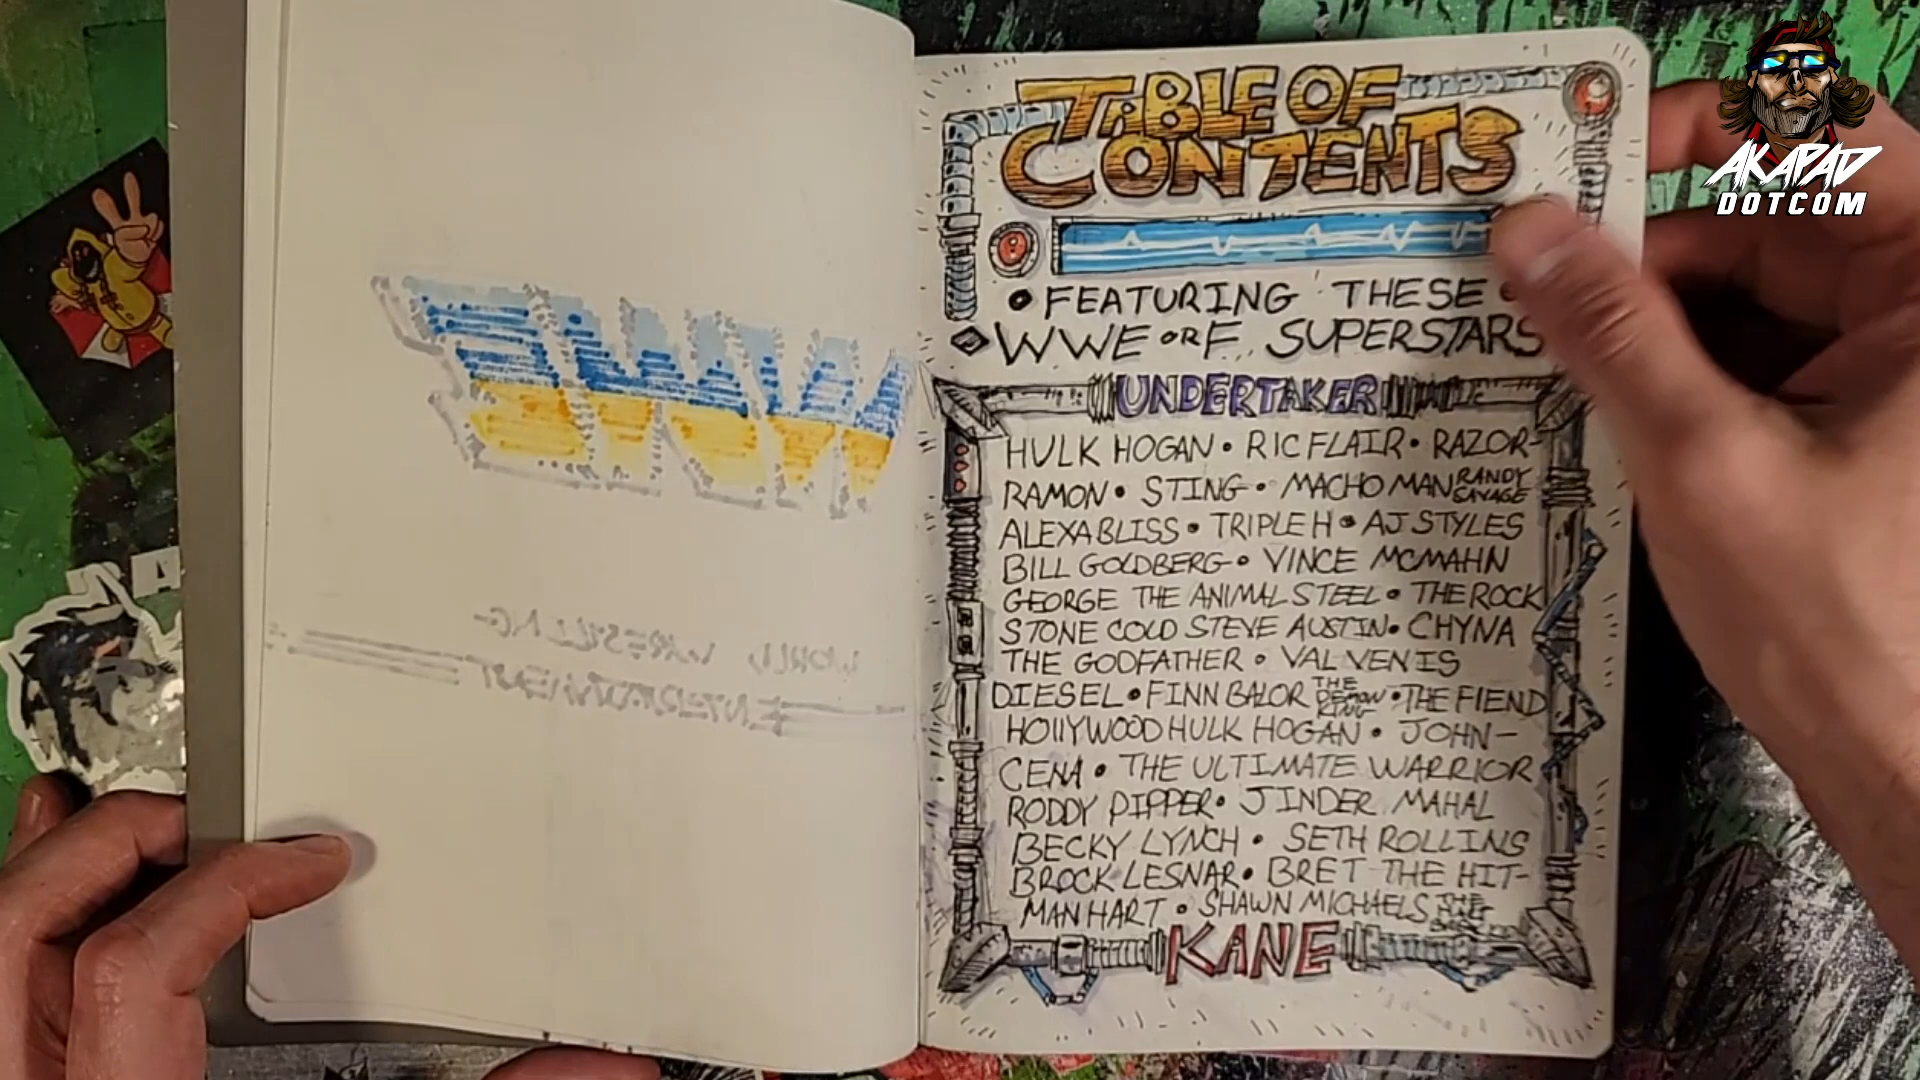 AKAPAD
DOTCOM
TABLE OF
CONTENTS
• FEATURING THESE •
WWE OR F... SUPERSTARS
UNDERTAKER
HULK HOGAN • RIC FLAIR • RAZOR-
RAMON • STING • MACHO MAN RANDY SAVAGE
ALEXA BLISS • TRIPLE H • AJ STYLES
BILL GOLDBERG • VINCE MCMAHN
GEORGE THE ANIMAL STEEL • THE ROCK
STONE COLD STEVE AUSTIN • CHYNA
THE GODFATHER • VAL VENIS
DIESEL • FINN BALOR THE DEMON KING • THE FIEND
HOLLYWOOD HULK HOGAN • JOHN-
CENA • THE ULTIMATE WARRIOR
RODDY PIPPER • JINDER MAHAL
BECKY LYNCH • SETH ROLLINS
BROCK LESNAR • BRET THE HIT-
MAN HART • SHAWN MICHAELS
KANE
WORLD WRESTLING
ENTERTAINMENT